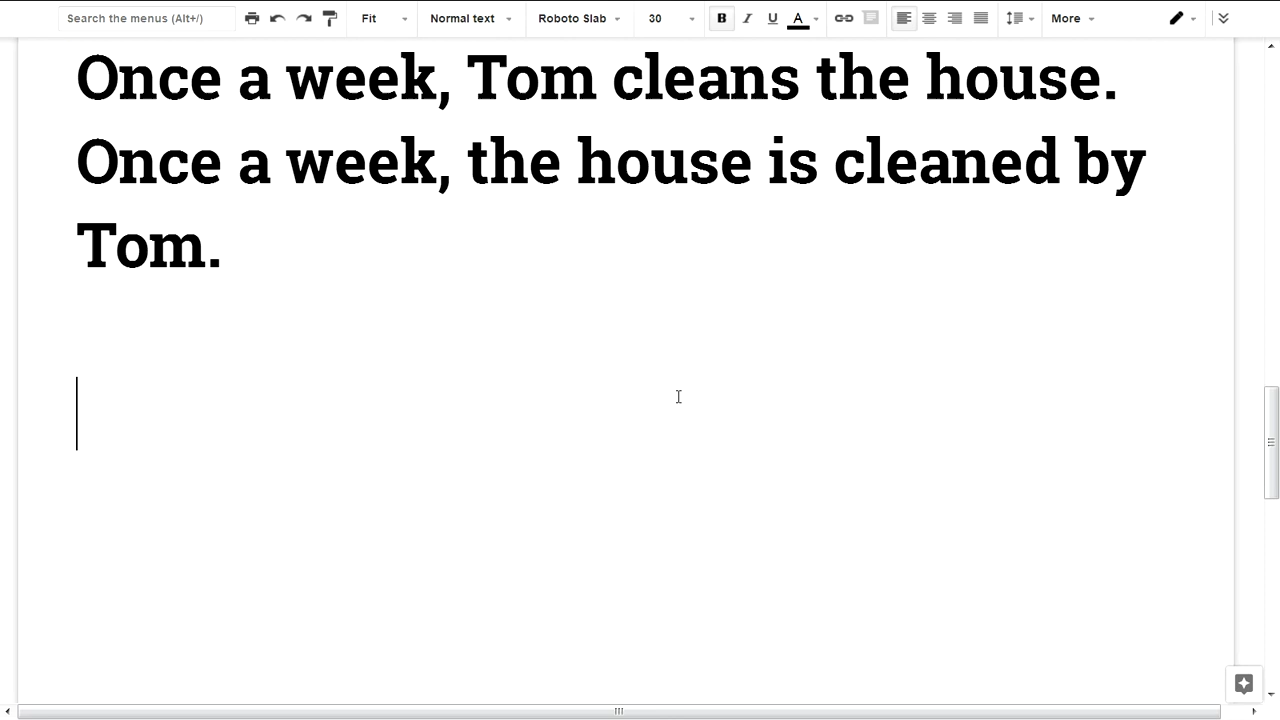 Search the menus (Alt+/) Fit Normal text Roboto Slab 30 B I U A More
Once a week, Tom cleans the house.
Once a week, the house is cleaned by
Tom.